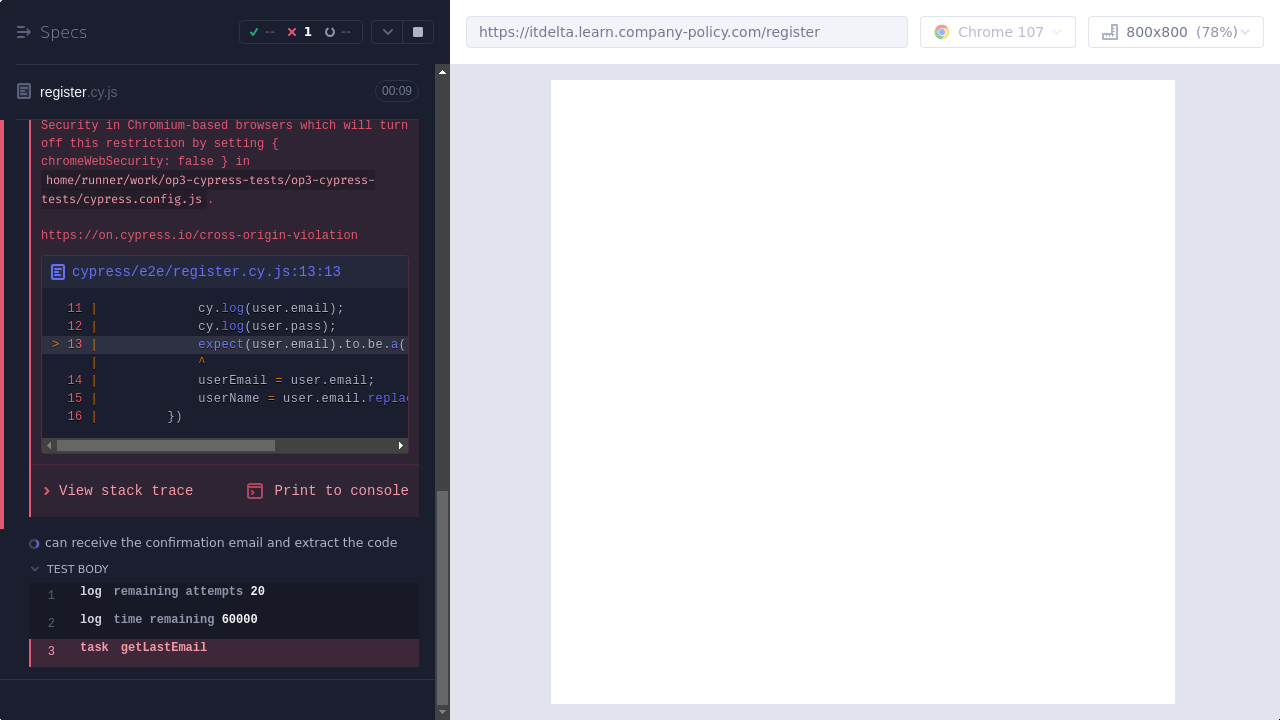 Specs
-- 1 --
https://itdelta.learn.company-policy.com/register
Chrome 107
800x800 (78%)
register.cy.js
00:09
Security in Chromium-based browsers which will turn
off this restriction by setting {
chromeWebSecurity: false } in
home/runner/work/op3-cypress-tests/op3-cypress-
tests/cypress.config.js .
https://on.cypress.io/cross-origin-violation
cypress/e2e/register.cy.js:13:13
11 | cy.log(user.email);
12 | cy.log(user.pass);
> 13 | expect(user.email).to.be.a(
| ^
14 | userEmail = user.email;
15 | userName = user.email.replac
16 | })
View stack trace
Print to console
can receive the confirmation email and extract the code
TEST BODY
1 log remaining attempts 20
2 log time remaining 60000
3 task getLastEmail